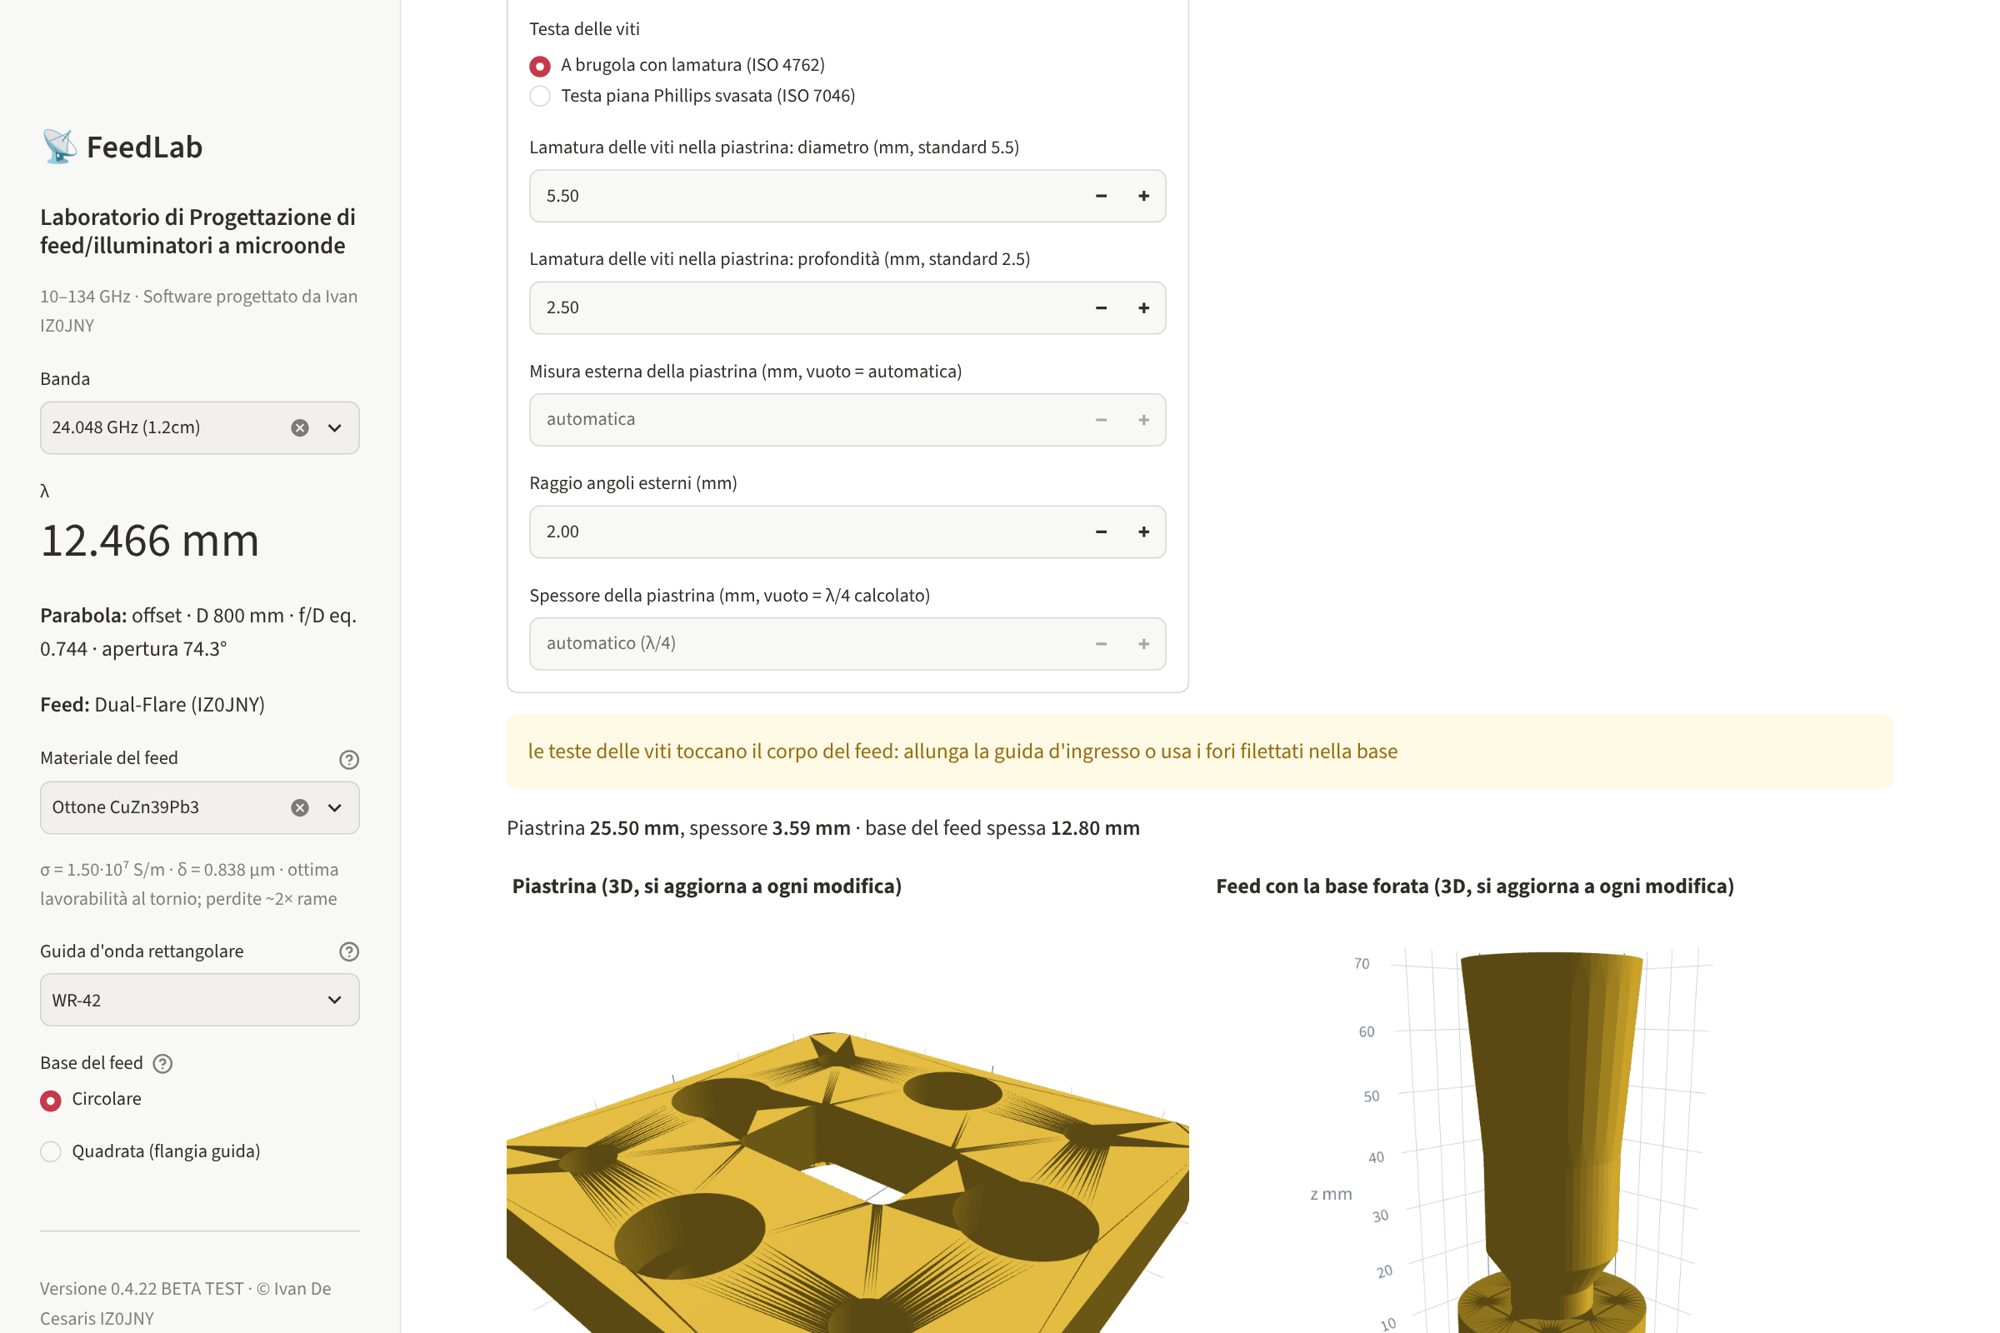 FeedLab
Laboratorio di Progettazione di
feed/illuminatori a microonde
10–134 GHz · Software progettato da Ivan
IZ0JNY
Banda
24.048 GHz (1.2cm)
λ
12.466 mm
Parabola: offset · D 800 mm · f/D eq.
0.744 · apertura 74.3°
Feed: Dual-Flare (IZ0JNY)
Materiale del feed
Ottone CuZn39Pb3
σ = 1.50·10⁷ S/m · δ = 0.838 µm · ottima
lavorabilità al tornio; perdite ~2× rame
Guida d'onda rettangolare
WR-42
Base del feed
Circolare
Quadrata (flangia guida)
Versione 0.4.22 BETA TEST · © Ivan De
Cesaris IZ0JNY
Testa delle viti
A brugola con lamatura (ISO 4762)
Testa piana Phillips svasata (ISO 7046)
Lamatura delle viti nella piastrina: diametro (mm, standard 5.5)
5.50
Lamatura delle viti nella piastrina: profondità (mm, standard 2.5)
2.50
Misura esterna della piastrina (mm, vuoto = automatica)
automatica
Raggio angoli esterni (mm)
2.00
Spessore della piastrina (mm, vuoto = λ/4 calcolato)
automatico (λ/4)
le teste delle viti toccano il corpo del feed: allunga la guida d'ingresso o usa i fori filettati nella base
Piastrina 25.50 mm, spessore 3.59 mm · base del feed spessa 12.80 mm
Piastrina (3D, si aggiorna a ogni modifica)
Feed con la base forata (3D, si aggiorna a ogni modifica)
70
60
50
40
z mm
30
20
10